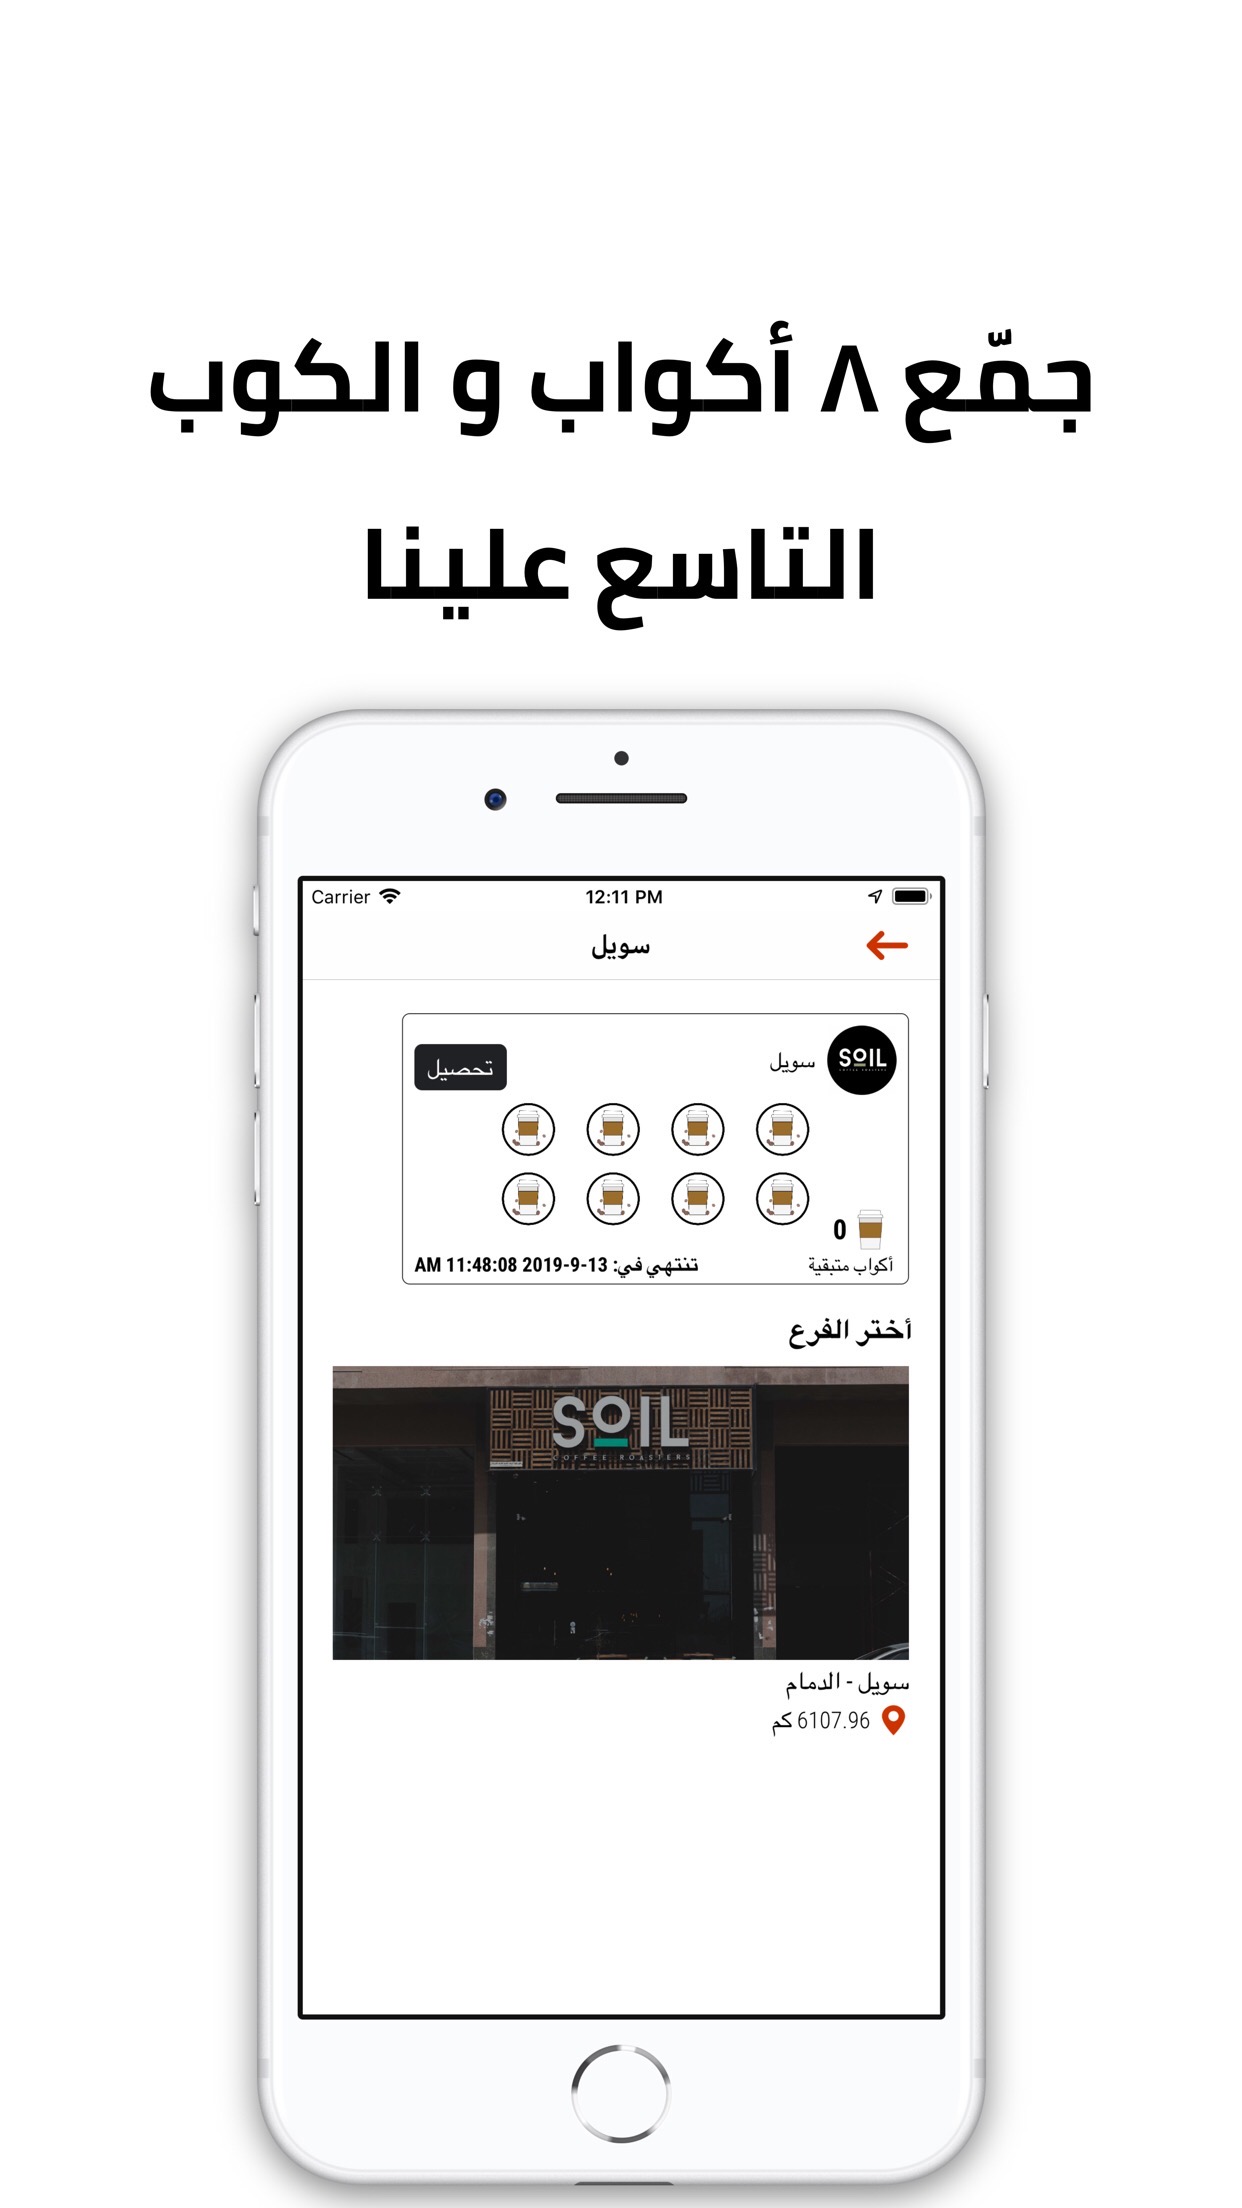 جمّع ٨ أكواب و الكوب
التاسع علينا
Carrier 12:11 PM
سويل
SOIL
سويل
تحصيل
0
أكواب متبقية
تنتهي في: 13-9-2019 11:48:08 AM
أختر الفرع
SOIL
COFFEE ROASTERS
سويل - الدمام
6107.96 كم